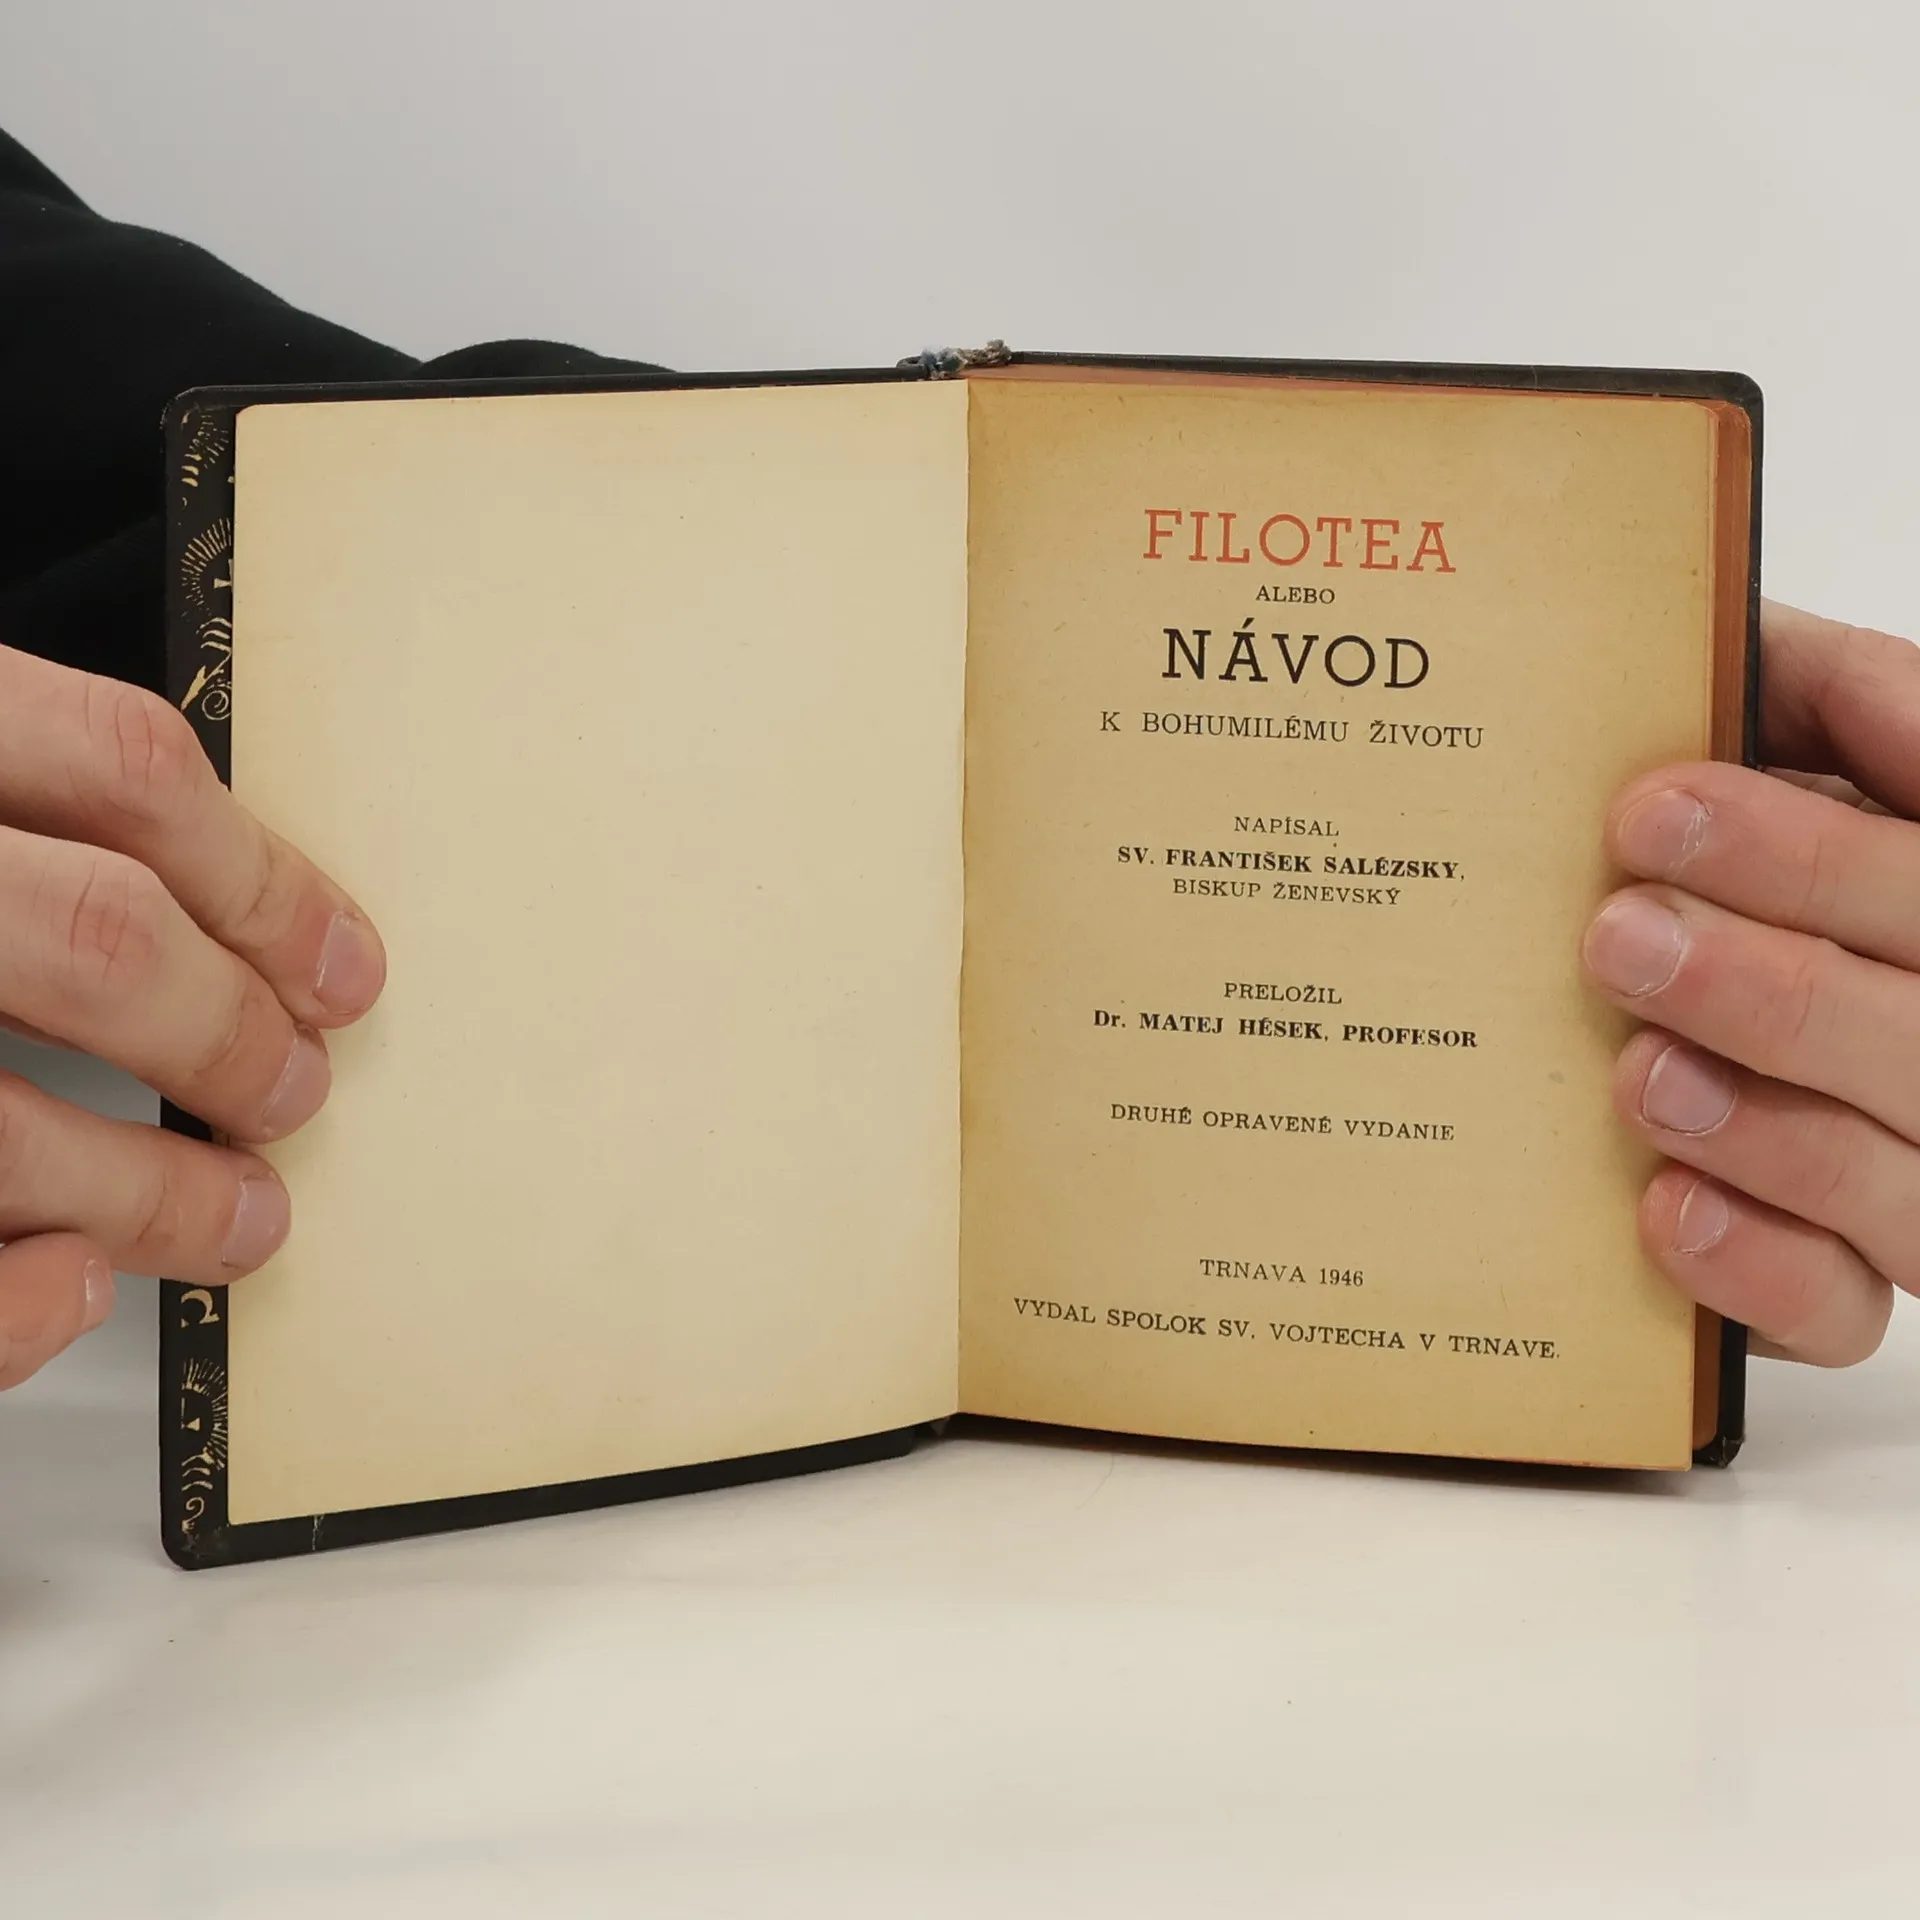 FILOTEA
ALEBO
NÁVOD
K BOHUMILÉMU ŽIVOTU
NAPÍSAL
SV. FRANTIŠEK SALÉZSKY,
BISKUP ŽENEVSKÝ
PRELOŽIL
Dr. MATEJ HÉSEK, PROFESOR
DRUHÉ OPRAVENÉ VYDANIE
TRNAVA 1946
VYDAL SPOLOK SV. VOJTECHA V TRNAVE.